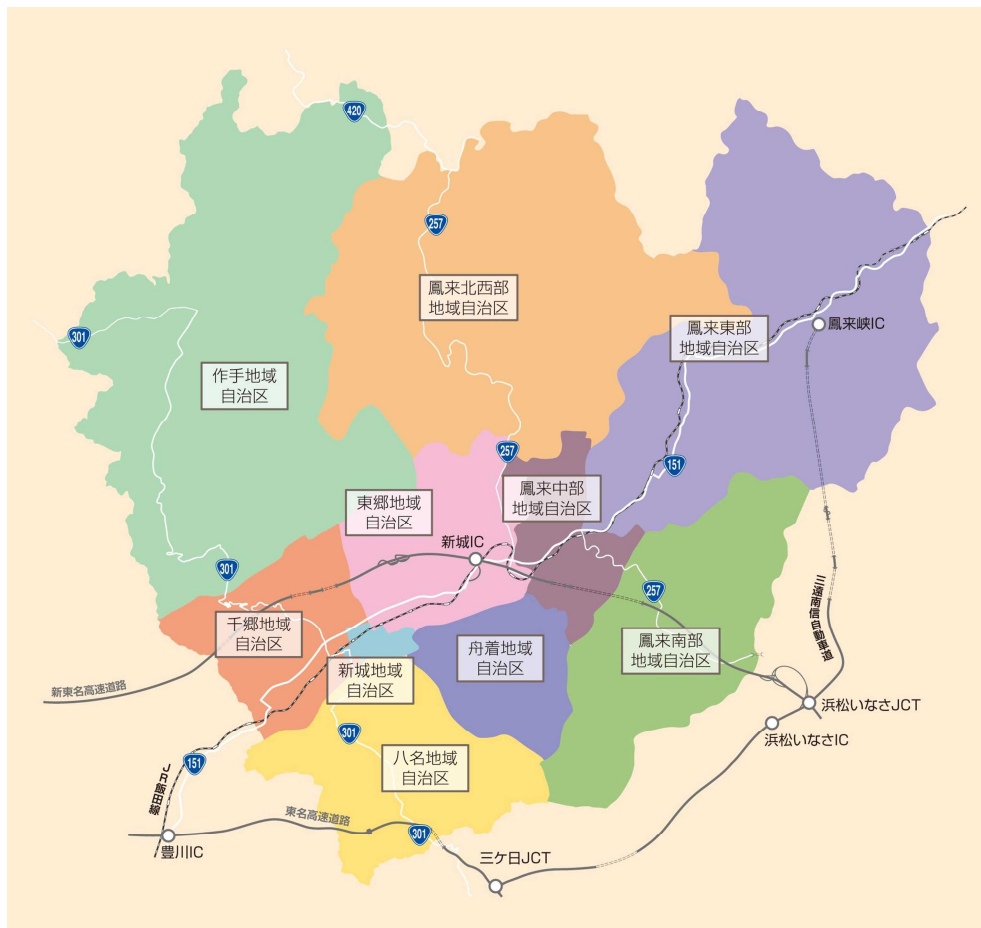 420
257
鳳来北西部
地域自治区
鳳来東部
地域自治区
鳳来峡IC
301
作手地域
自治区
257
151
東郷地域
自治区
鳳来中部
地域自治区
新城IC
301
257
三遠南信自動車道
千郷地域
自治区
舟着地域
自治区
鳳来南部
地域自治区
新城地域
自治区
新東名高速道路
浜松いなさJCT
浜松いなさIC
301
151
八名地域
自治区
JR飯田線
東名高速道路
301
豊川IC
三ケ日JCT